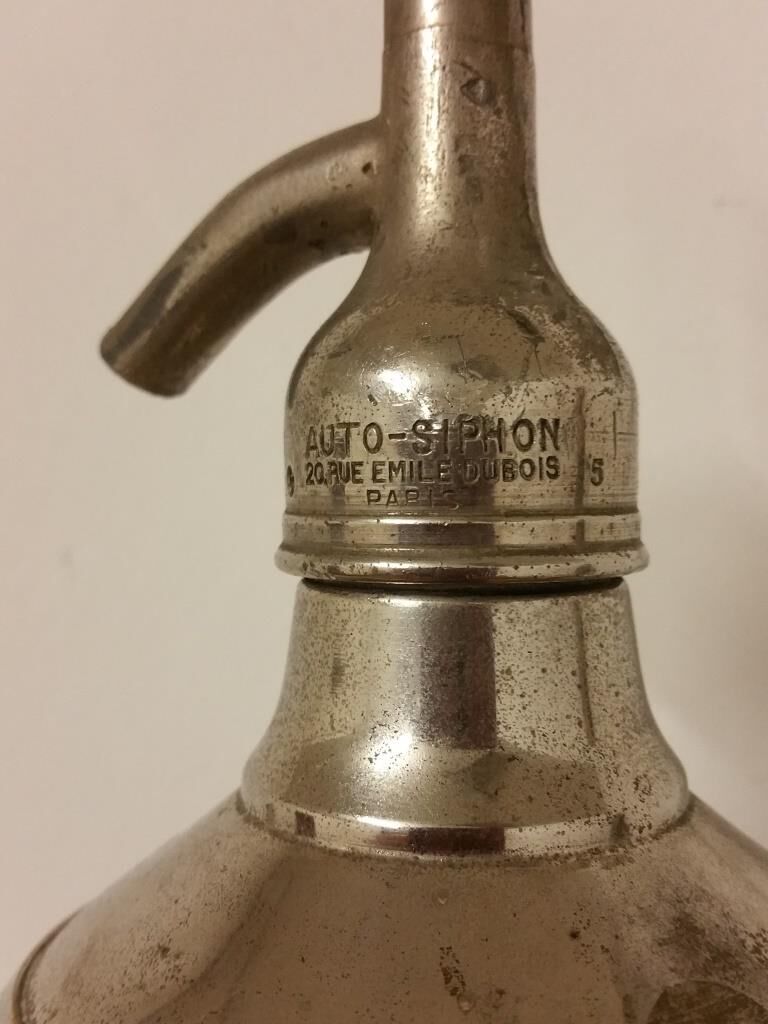 AUTO-SIPHON
20, RUE EMILE DUBOIS 5
PARIS